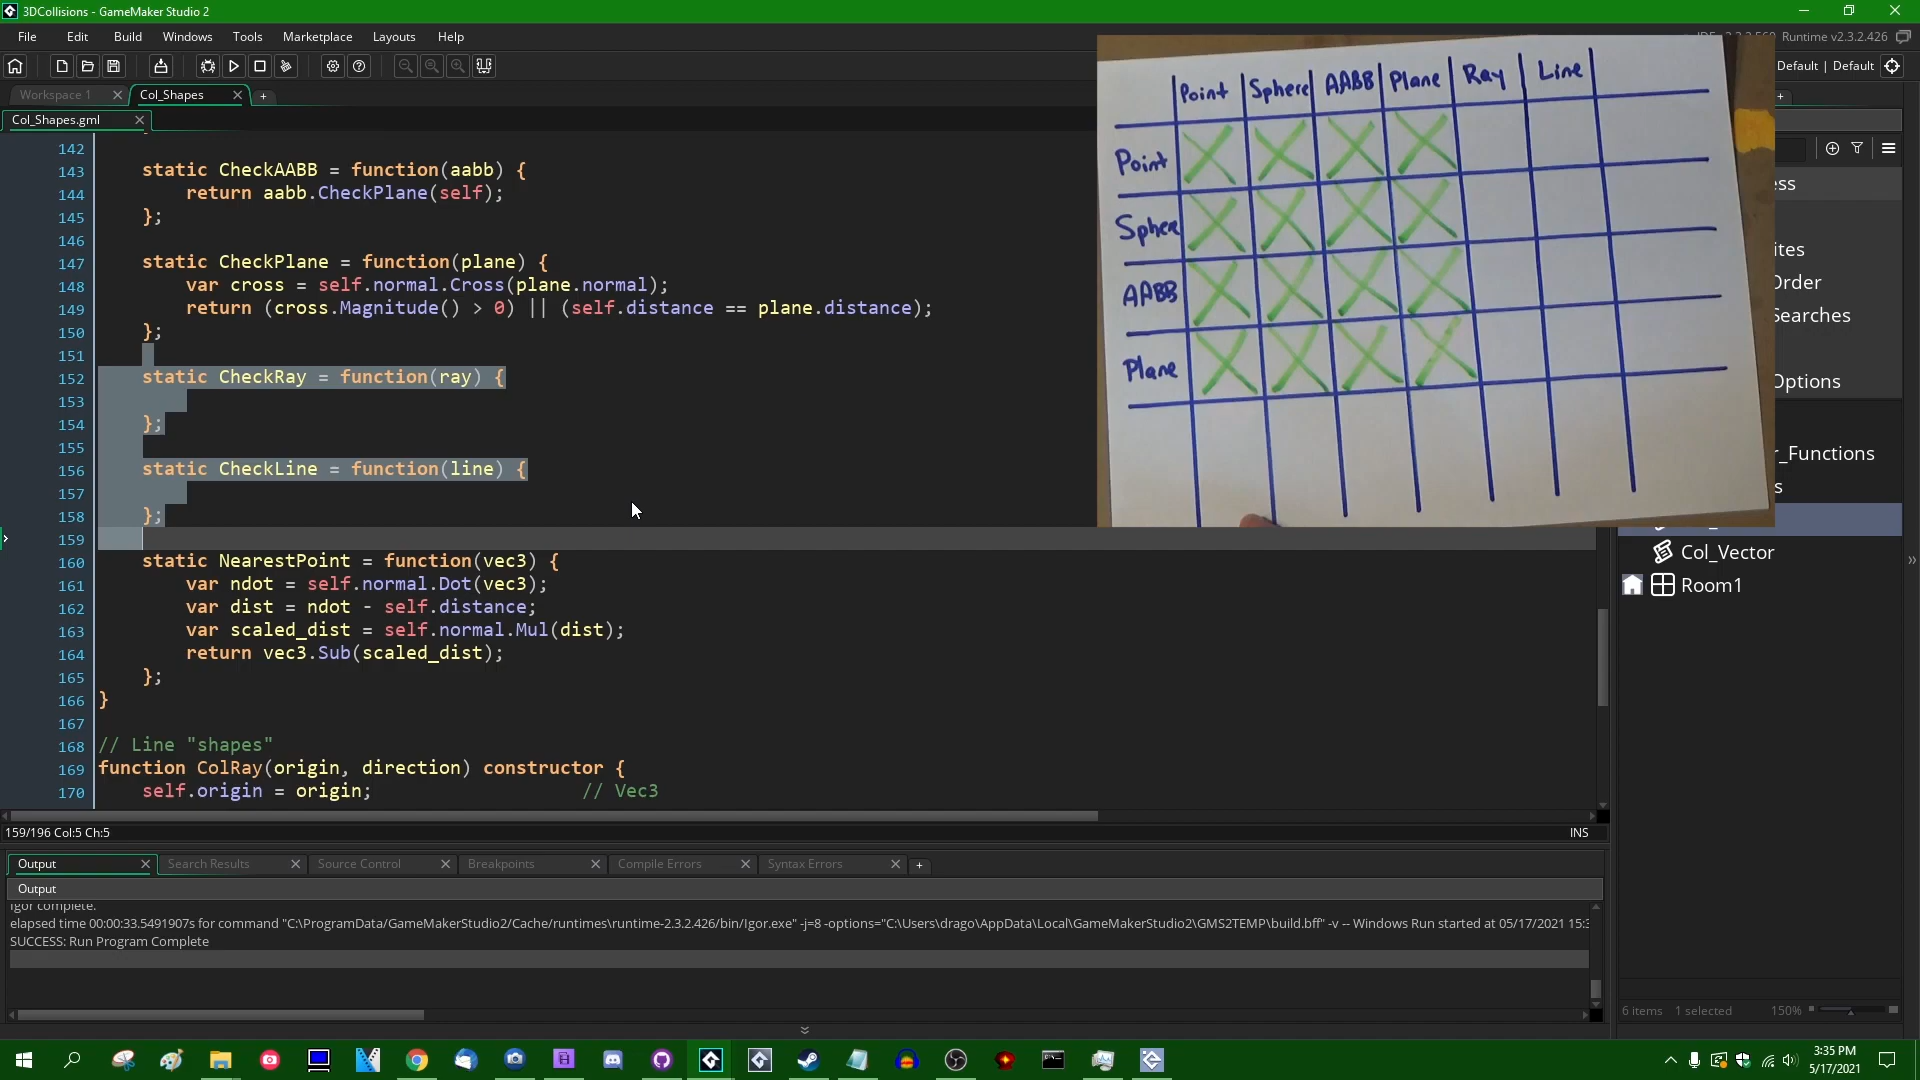 3DCollisions - GameMaker Studio 2
File Edit Build Windows Tools Marketplace Layouts Help
Runtime v2.3.2.426
Default | Default
Workspace 1
Col_Shapes
Col_Shapes.gml
142
143 static CheckAABB = function(aabb) {
144 return aabb.CheckPlane(self);
145 };
146
147 static CheckPlane = function(plane) {
148 var cross = self.normal.Cross(plane.normal);
149 return (cross.Magnitude() > 0) || (self.distance == plane.distance);
150 };
151
152 static CheckRay = function(ray) {
153
154 };
155
156 static CheckLine = function(line) {
157
158 };
159
160 static NearestPoint = function(vec3) {
161 var ndot = self.normal.Dot(vec3);
162 var dist = ndot - self.distance;
163 var scaled_dist = self.normal.Mul(dist);
164 return vec3.Sub(scaled_dist);
165 };
166 }
167
168 // Line "shapes"
169 function ColRay(origin, direction) constructor {
170 self.origin = origin; // Vec3
Point Sphere AABB Plane Ray Line
Point
Sphere
AABB
Plane
ess
ites
Order
Searches
Options
r_Functions
s
Col_Vector
Room1
159/196 Col:5 Ch:5
INS
Output Search Results Source Control Breakpoints Compile Errors Syntax Errors
Output
Igor complete.
elapsed time 00:00:33.5491907s for command "C:\ProgramData/GameMakerStudio2/Cache/runtimes\runtime-2.3.2.426/bin/Igor.exe" -j=8 -options="C:\Users\drago\AppData\Local\GameMakerStudio2\GMS2TEMP\build.bff" -v -- Windows Run started at 05/17/2021 15:3
SUCCESS: Run Program Complete
6 items 1 selected 150%
3:35 PM
5/17/2021